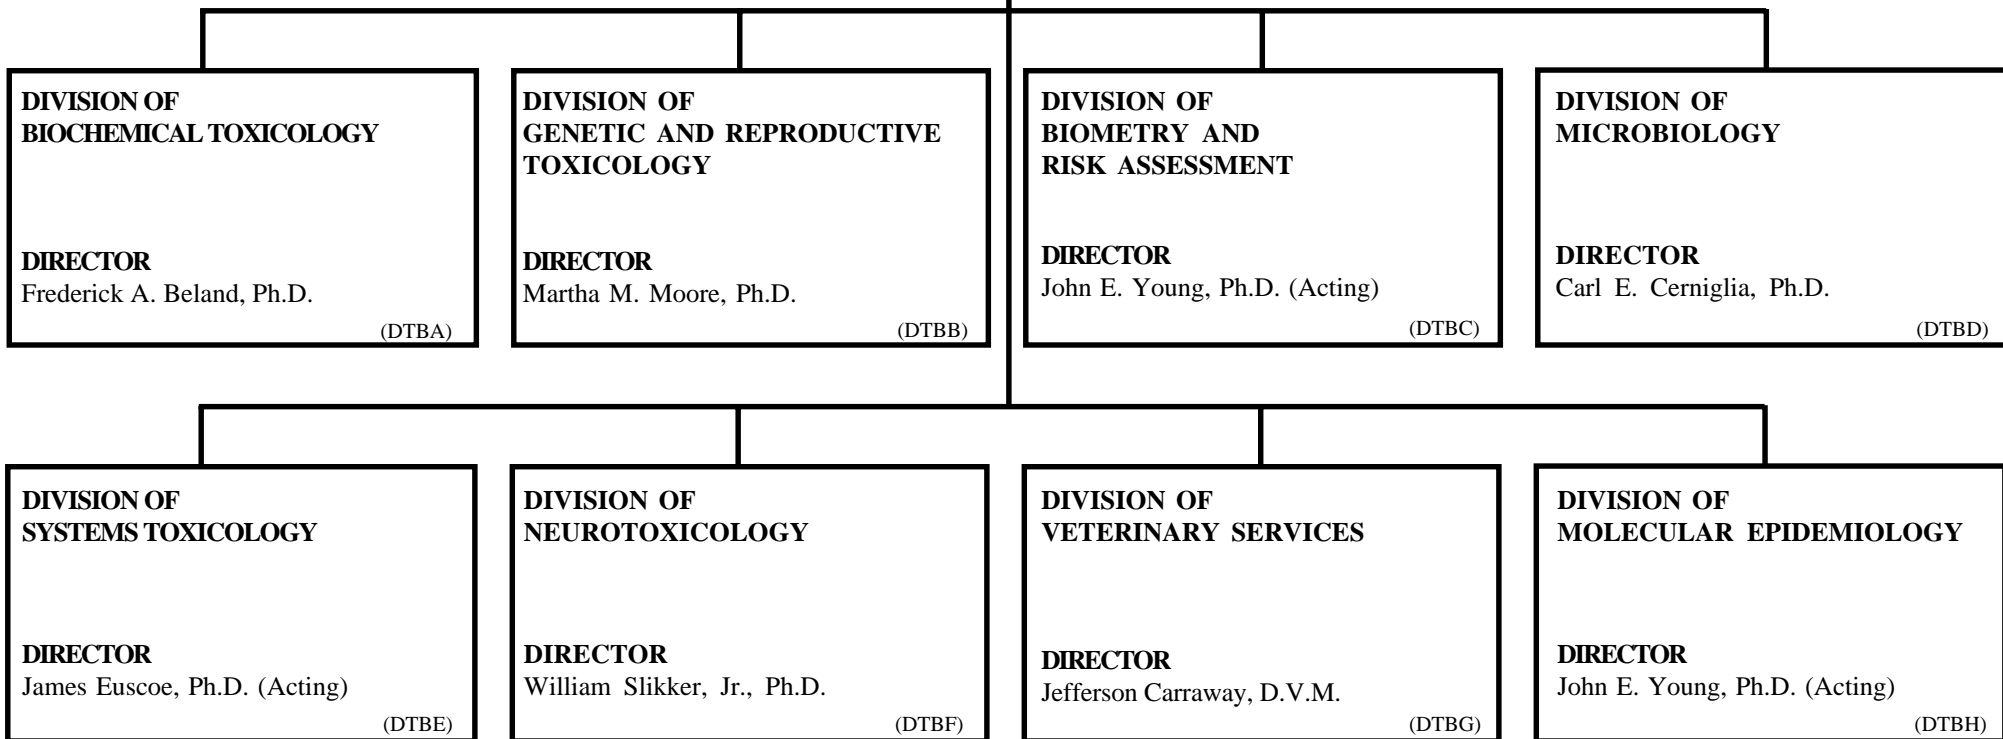 DIVISION OF
BIOCHEMICAL TOXICOLOGY
DIRECTOR
Frederick A. Beland, Ph.D.
(DTBA)
DIVISION OF
GENETIC AND REPRODUCTIVE
TOXICOLOGY
DIRECTOR
Martha M. Moore, Ph.D.
(DTBB)
DIVISION OF
BIOMETRY AND
RISK ASSESSMENT
DIRECTOR
John E. Young, Ph.D. (Acting)
(DTBC)
DIVISION OF
MICROBIOLOGY
DIRECTOR
Carl E. Cerniglia, Ph.D.
(DTBD)
DIVISION OF
SYSTEMS TOXICOLOGY
DIRECTOR
James Euscoe, Ph.D. (Acting)
(DTBE)
DIVISION OF
NEUROTOXICOLOGY
DIRECTOR
William Slikker, Jr., Ph.D.
(DTBF)
DIVISION OF
VETERINARY SERVICES
DIRECTOR
Jefferson Carraway, D.V.M.
(DTBG)
DIVISION OF
MOLECULAR EPIDEMIOLOGY
DIRECTOR
John E. Young, Ph.D. (Acting)
(DTBH)